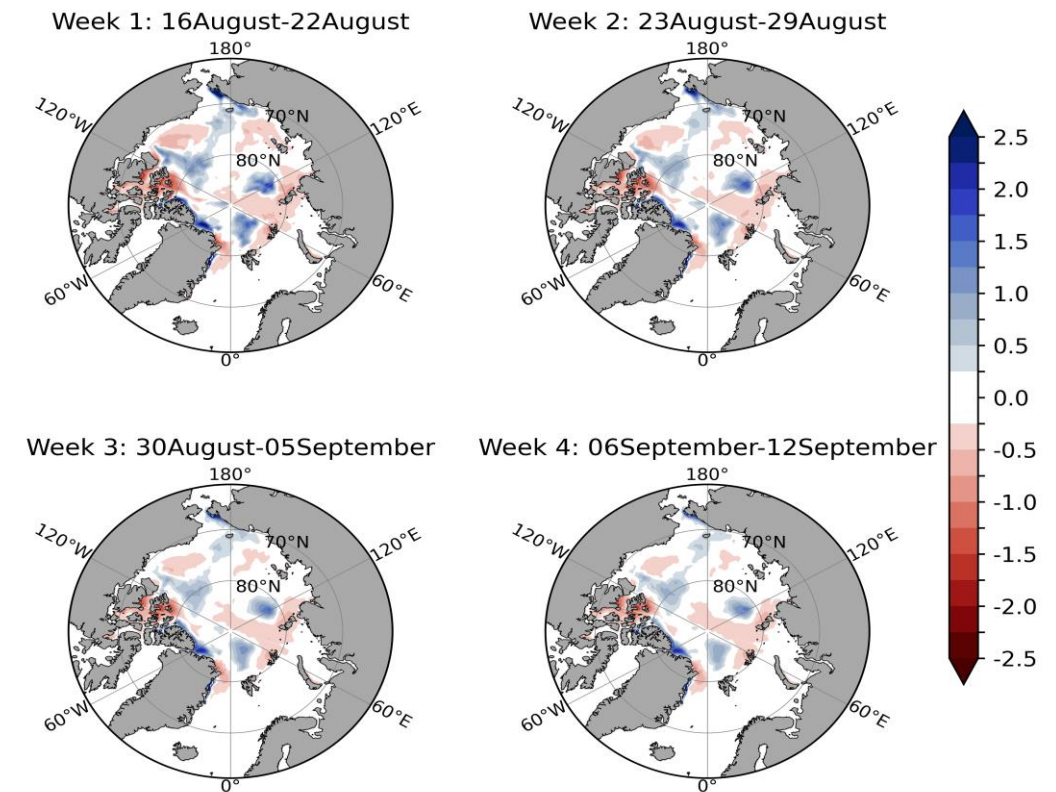 Week 1: 16August-22August
180°
120°W
120°E
70°N
80°N
60°W
60°E
0°
Week 2: 23August-29August
180°
120°W
120°E
70°N
80°N
60°W
60°E
0°
2.5
2.0
1.5
1.0
0.5
0.0
-0.5
-1.0
-1.5
-2.0
-2.5
Week 3: 30August-05September
180°
120°W
120°E
70°N
80°N
60°W
60°E
0°
Week 4: 06September-12September
180°
120°W
120°E
70°N
80°N
60°W
60°E
0°